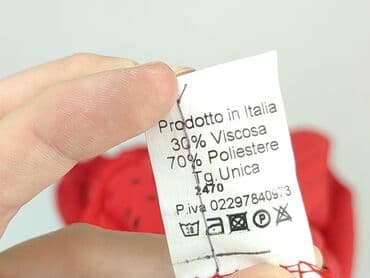 Prodotto in Italia
30% Viscosa
70% Poliestere
Tg.Unica
2470
P.iva 02297840973